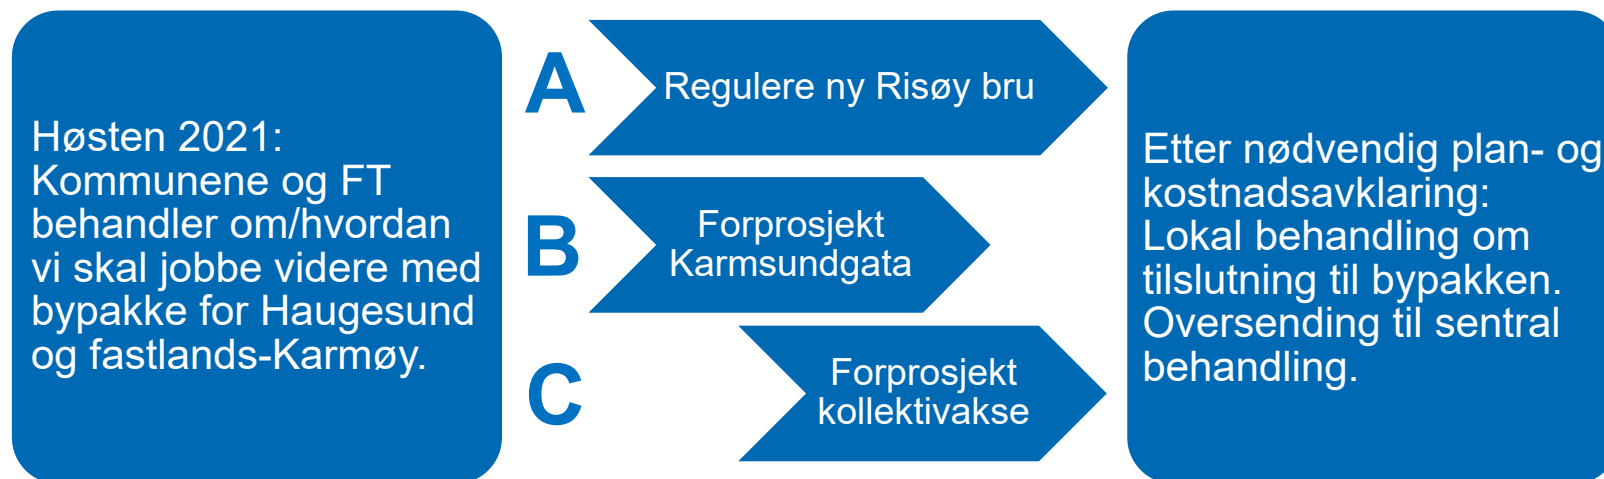 Høsten 2021:
Kommunene og FT
behandler om/hvordan
vi skal jobbe videre med
bypakke for Haugesund
og fastlands-Karmøy.
A
Regulere ny Risøy bru
B
Forprosjekt
Karmsundgata
C
Forprosjekt
kollektivakse
Etter nødvendig plan- og
kostnadsavklaring:
Lokal behandling om
tilslutning til bypakken.
Oversending til sentral
behandling.